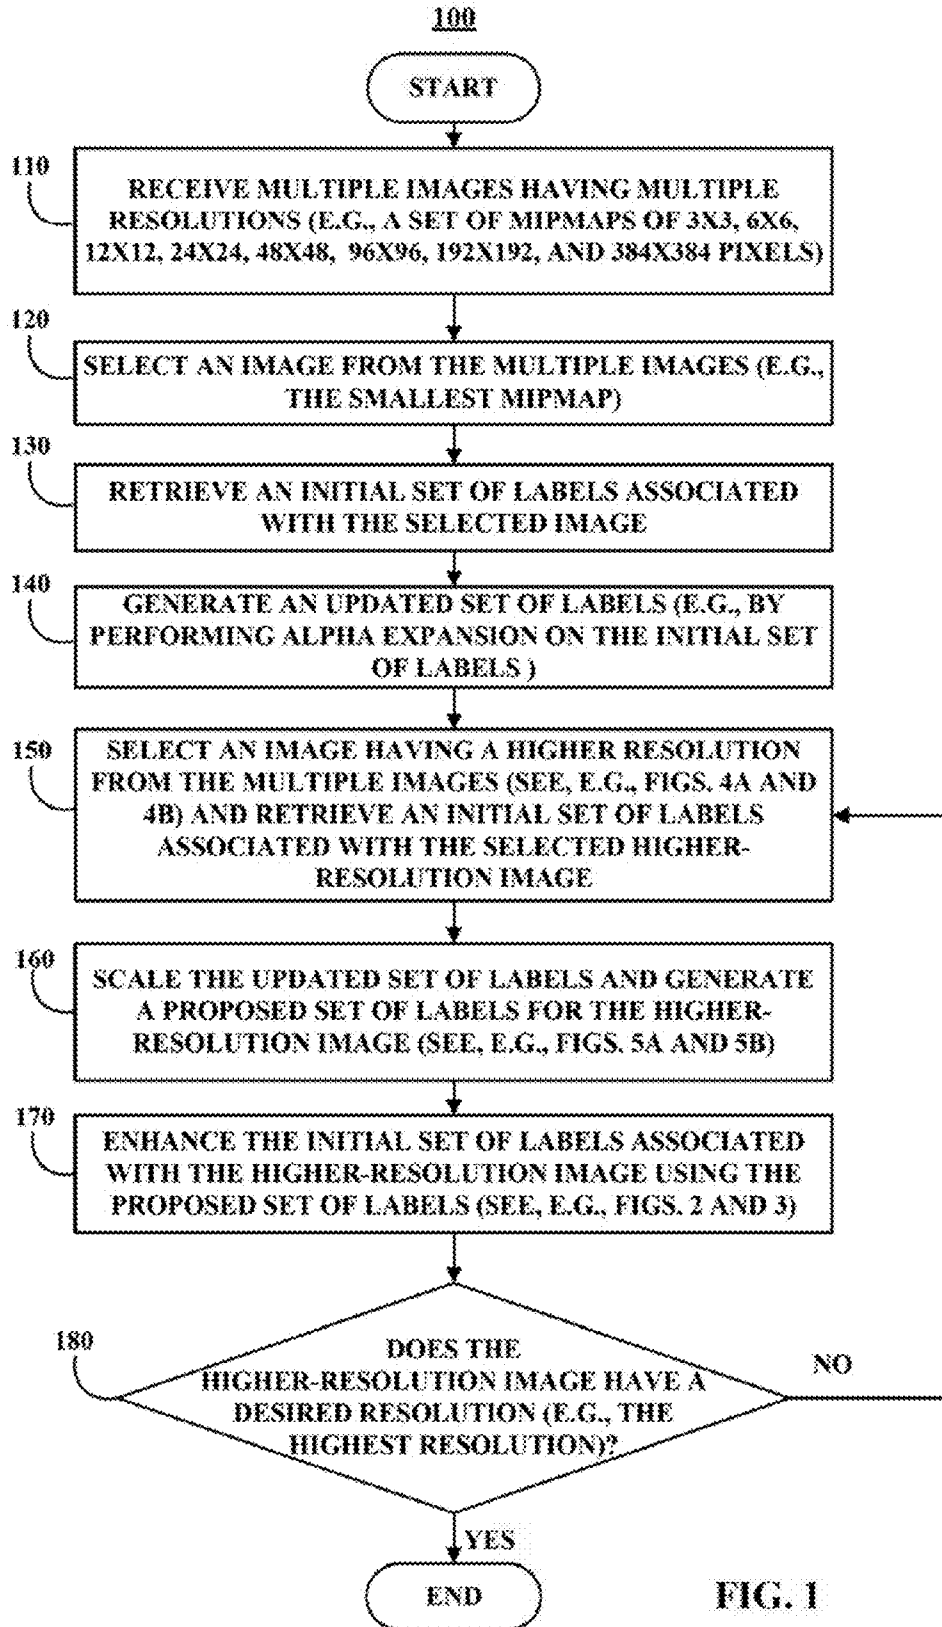 100
START
110
RECEIVE MULTIPLE IMAGES HAVING MULTIPLE
RESOLUTIONS (E.G., A SET OF MIPMAPS OF 3X3, 6X6,
12X12, 24X24, 48X48, 96X96, 192X192, AND 384X384 PIXELS)
120
SELECT AN IMAGE FROM THE MULTIPLE IMAGES (E.G.,
THE SMALLEST MIPMAP)
130
RETRIEVE AN INITIAL SET OF LABELS ASSOCIATED
WITH THE SELECTED IMAGE
140
GENERATE AN UPDATED SET OF LABELS (E.G., BY
PERFORMING ALPHA EXPANSION ON THE INITIAL SET
OF LABELS )
150
SELECT AN IMAGE HAVING A HIGHER RESOLUTION
FROM THE MULTIPLE IMAGES (SEE, E.G., FIGS. 4A AND
4B) AND RETRIEVE AN INITIAL SET OF LABELS
ASSOCIATED WITH THE SELECTED HIGHER-
RESOLUTION IMAGE
160
SCALE THE UPDATED SET OF LABELS AND GENERATE
A PROPOSED SET OF LABELS FOR THE HIGHER-
RESOLUTION IMAGE (SEE, E.G., FIGS. 5A AND 5B)
170
ENHANCE THE INITIAL SET OF LABELS ASSOCIATED
WITH THE HIGHER-RESOLUTION IMAGE USING THE
PROPOSED SET OF LABELS (SEE, E.G., FIGS. 2 AND 3)
180
DOES THE
HIGHER-RESOLUTION IMAGE HAVE A
DESIRED RESOLUTION (E.G., THE
HIGHEST RESOLUTION)?
NO
YES
END
FIG. 1